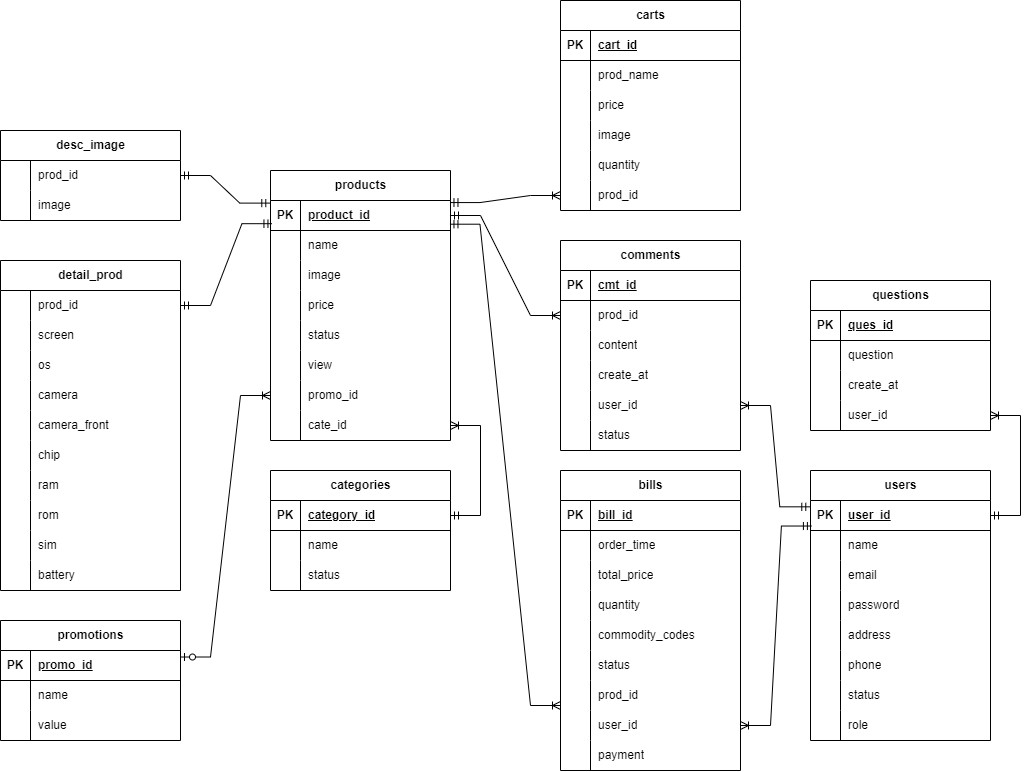 carts
PK cart_id
prod_name
price
image
quantity
prod_id
desc_image
prod_id
image
products
PK product_id
name
image
price
status
view
promo_id
cate_id
detail_prod
prod_id
screen
os
camera
camera_front
chip
ram
rom
sim
battery
comments
PK cmt_id
prod_id
content
create_at
user_id
status
questions
PK ques_id
question
create_at
user_id
categories
PK category_id
name
status
bills
PK bill_id
order_time
total_price
quantity
commodity_codes
status
prod_id
user_id
payment
users
PK user_id
name
email
password
address
phone
status
role
promotions
PK promo_id
name
value